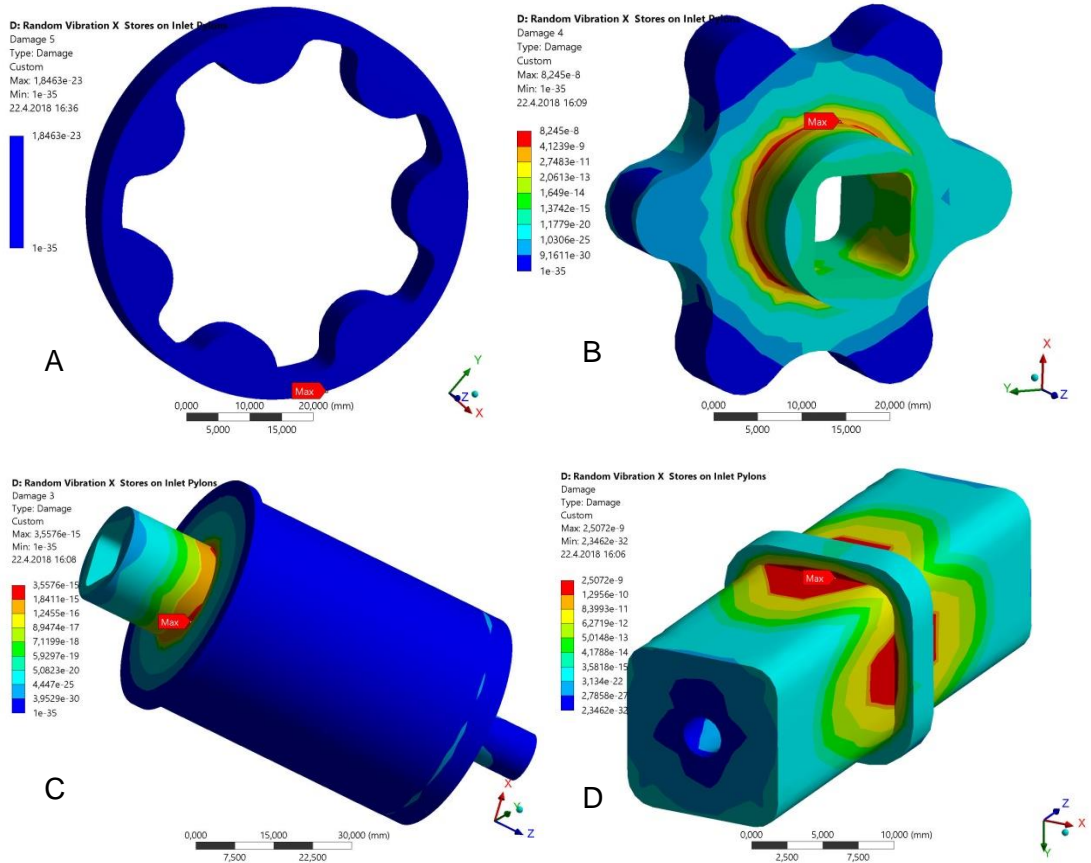 D: Random Vibration X Stores on Inlet Pylons
Damage 5
Type: Damage
Custom
Max: 1,8463e-23
Min: 1e-35
22.4.2018 16:36
1,8463e-23
1e-35
Max
A
Y
Z
X
0,000 10,000 20,000 (mm)
5,000 15,000
D: Random Vibration X Stores on Inlet Pylons
Damage 4
Type: Damage
Custom
Max: 8,245e-8
Min: 1e-35
22.4.2018 16:09
8,245e-8
4,1239e-9
2,7483e-11
2,0613e-13
1,649e-14
1,3742e-15
1,1779e-20
1,0306e-25
9,1611e-30
1e-35
Max
B
X
Y
Z
0,000 10,000 20,000 (mm)
5,000 15,000
D: Random Vibration X Stores on Inlet Pylons
Damage 3
Type: Damage
Custom
Max: 3,5576e-15
Min: 1e-35
22.4.2018 16:08
3,5576e-15
1,8411e-15
1,2455e-16
8,9474e-17
7,1199e-18
5,9297e-19
5,0823e-20
4,447e-25
3,9529e-30
1e-35
Max
C
X
Y
Z
0,000 15,000 30,000 (mm)
7,500 22,500
D: Random Vibration X Stores on Inlet Pylons
Damage
Type: Damage
Custom
Max: 2,5072e-9
Min: 2,3462e-32
22.4.2018 16:06
2,5072e-9
1,2956e-10
8,3993e-11
6,2719e-12
5,0148e-13
4,1788e-14
3,5818e-15
3,134e-22
2,7858e-27
2,3462e-32
Max
D
Z
X
Y
0,000 5,000 10,000 (mm)
2,500 7,500